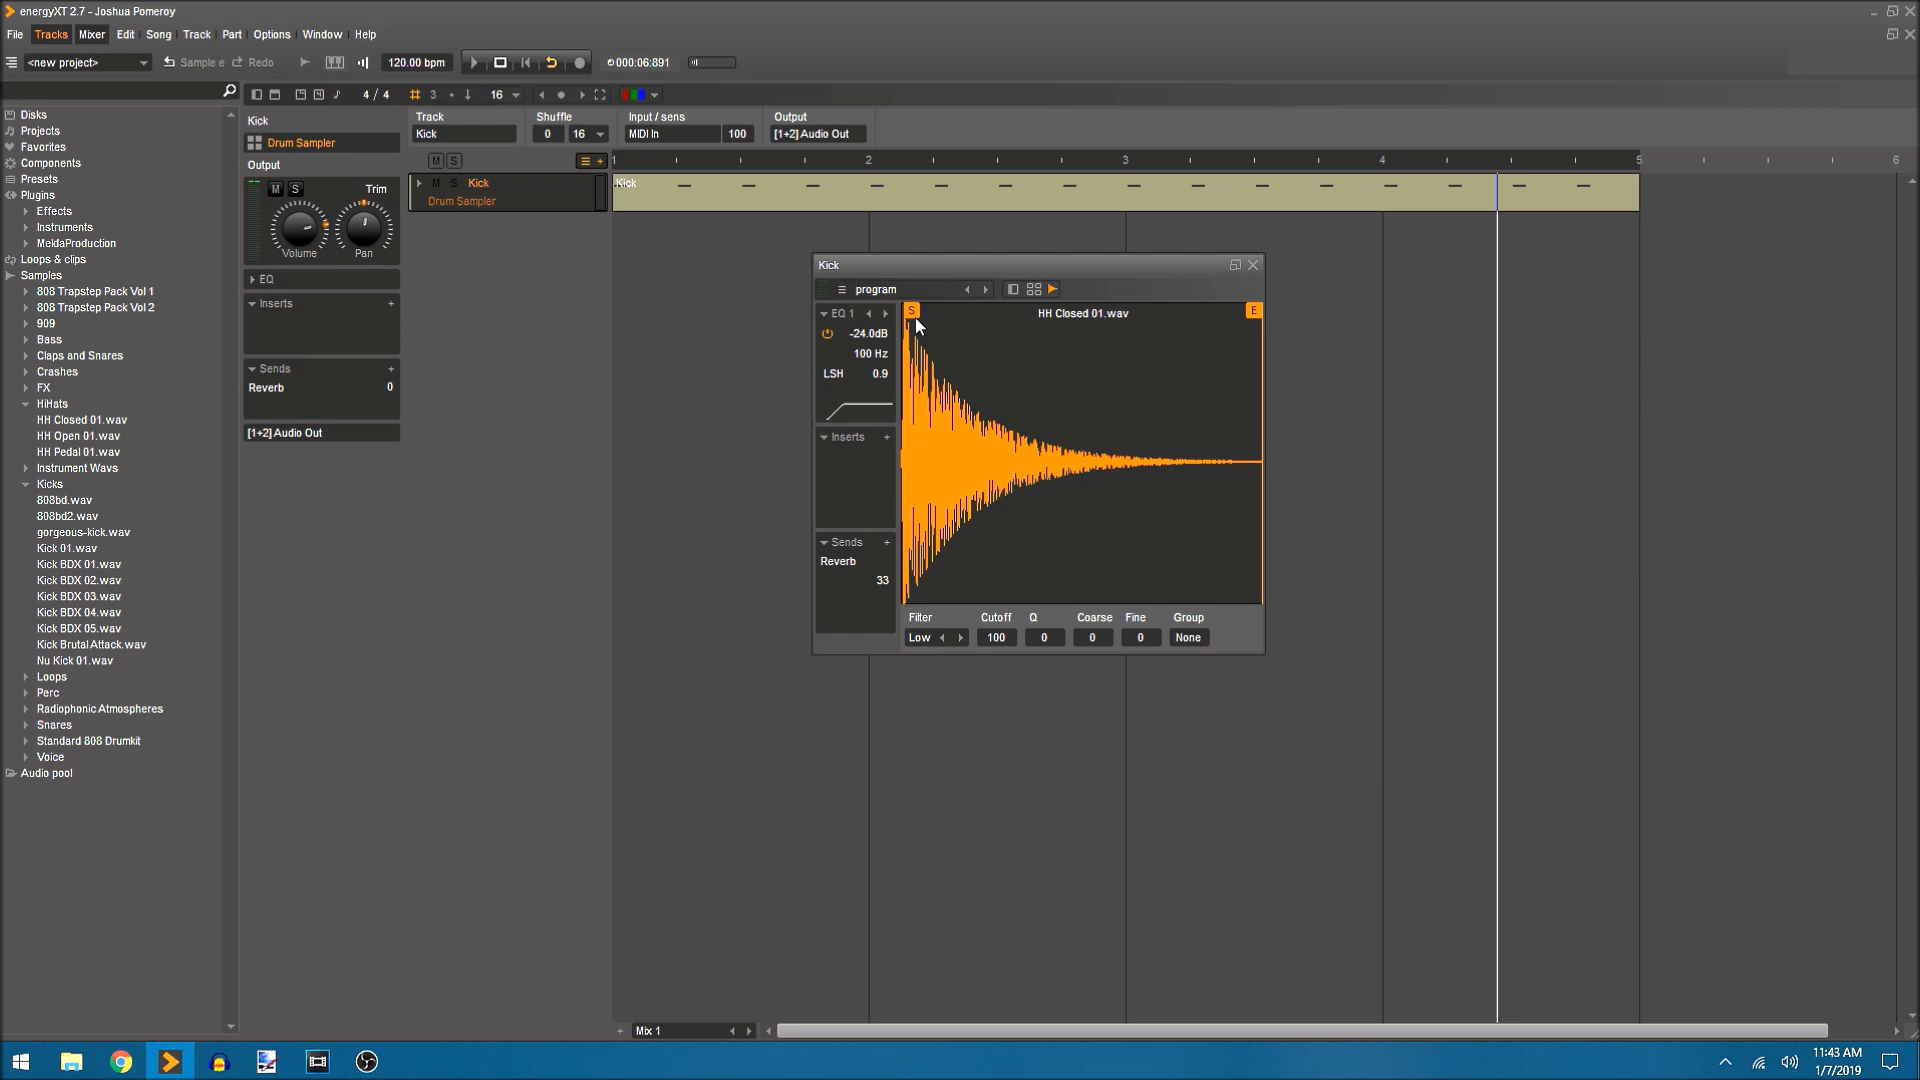 energyXT 2.7 - Joshua Pomeroy
File Tracks Mixer Edit Song Track Part Options Window Help
<new project> Sample e Redo 120.00 bpm 000:06:891
4 / 4 3 16
Disks
Projects
Favorites
Components
Presets
Plugins
Effects
Instruments
MeldaProduction
Loops & clips
Samples
808 Trapstep Pack Vol 1
808 Trapstep Pack Vol 2
909
Bass
Claps and Snares
Crashes
FX
HiHats
HH Closed 01.wav
HH Open 01.wav
HH Pedal 01.wav
Instrument Wavs
Kicks
808bd.wav
808bd2.wav
gorgeous-kick.wav
Kick 01.wav
Kick BDX 01.wav
Kick BDX 02.wav
Kick BDX 03.wav
Kick BDX 04.wav
Kick BDX 05.wav
Kick Brutal Attack.wav
Nu Kick 01.wav
Loops
Perc
Radiophonic Atmospheres
Snares
Standard 808 Drumkit
Voice
Audio pool
Kick
Drum Sampler
Output
M S Trim
Volume Pan
EQ
Inserts
Sends
Reverb 0
[1+2] Audio Out
Track Shuffle Input / sens Output
Kick 0 16 MIDI In 100 [1+2] Audio Out
M S 1 2 3 4 5 6
M S Kick
Drum Sampler
Kick
Kick
program
EQ 1
-24.0dB
100 Hz
LSH 0.9
Inserts
Sends
Reverb
33
S HH Closed 01.wav E
Filter Cutoff Q Coarse Fine Group
Low 100 0 0 0 None
Mix 1
11:43 AM
1/7/2019